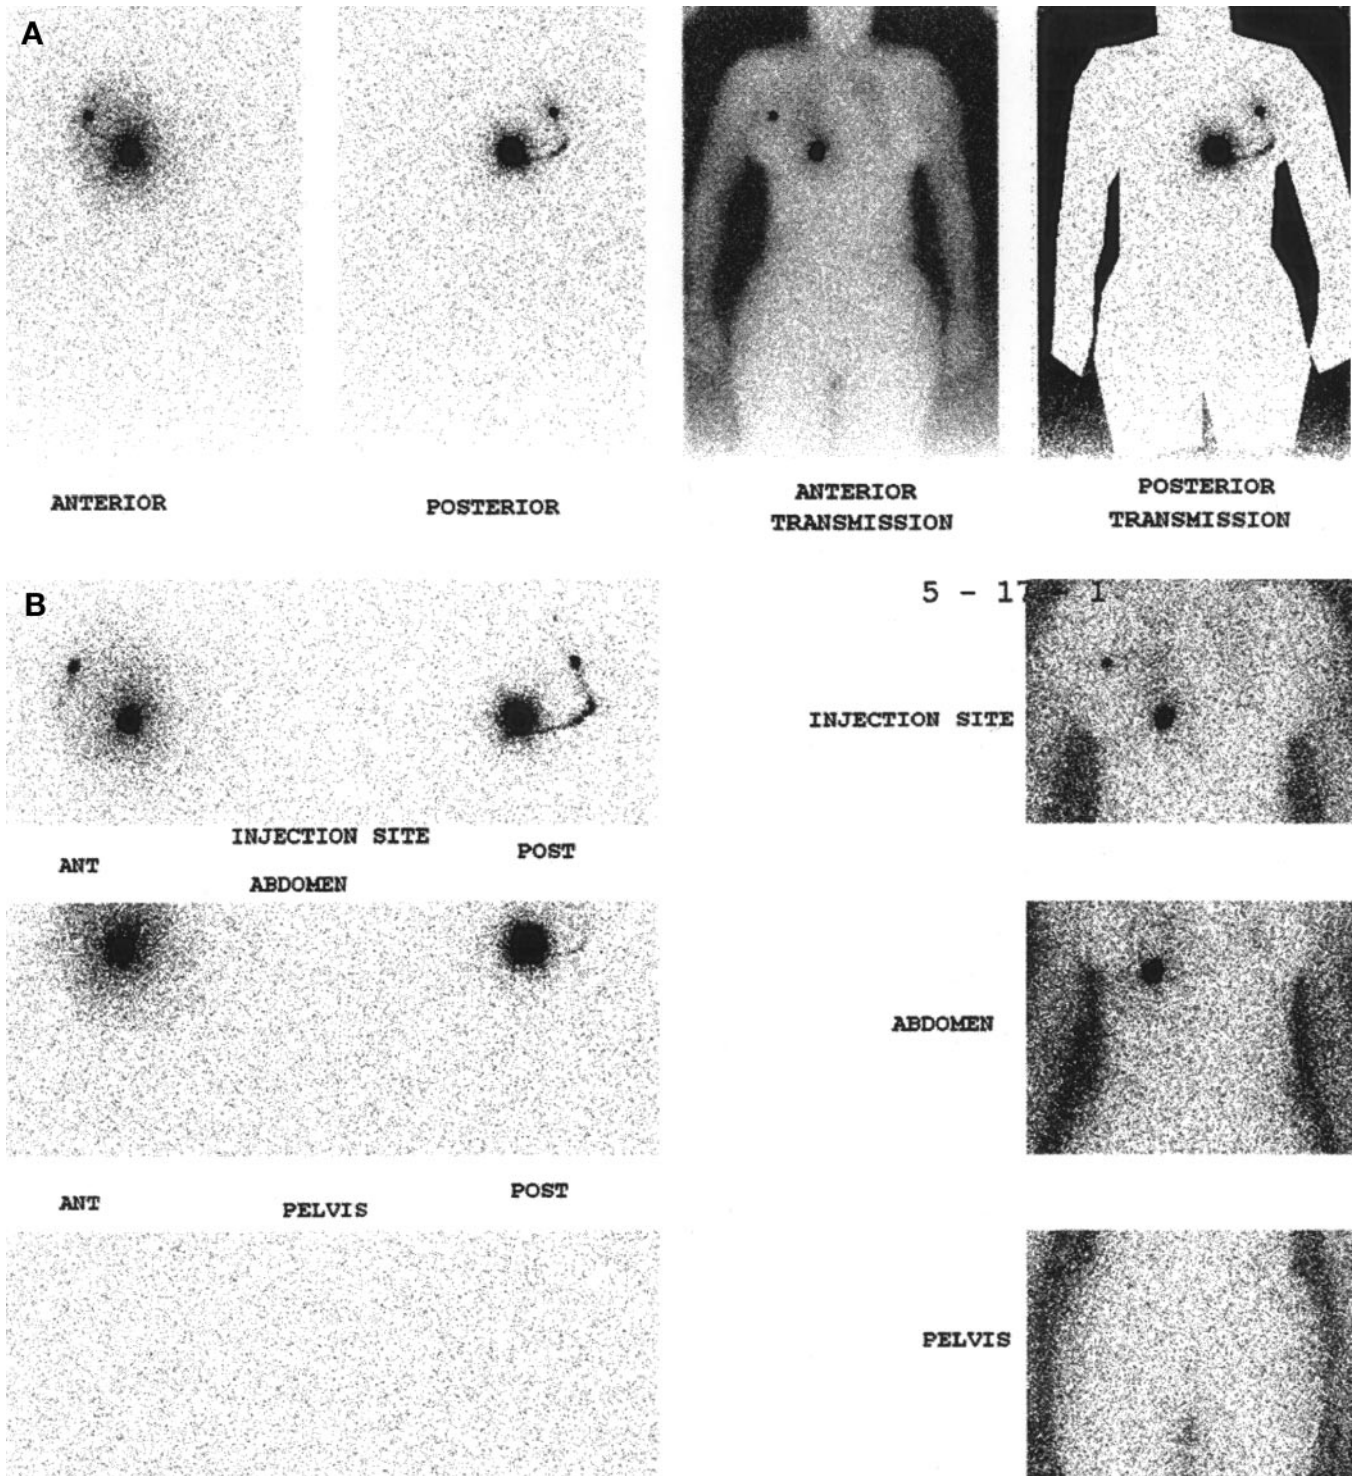 A
ANTERIOR
POSTERIOR
ANTERIOR
TRANSMISSION
POSTERIOR
TRANSMISSION
B
5 - 17 - 1
INJECTION SITE
INJECTION SITE
ANT
POST
ABDOMEN
ABDOMEN
ANT
POST
PELVIS
PELVIS